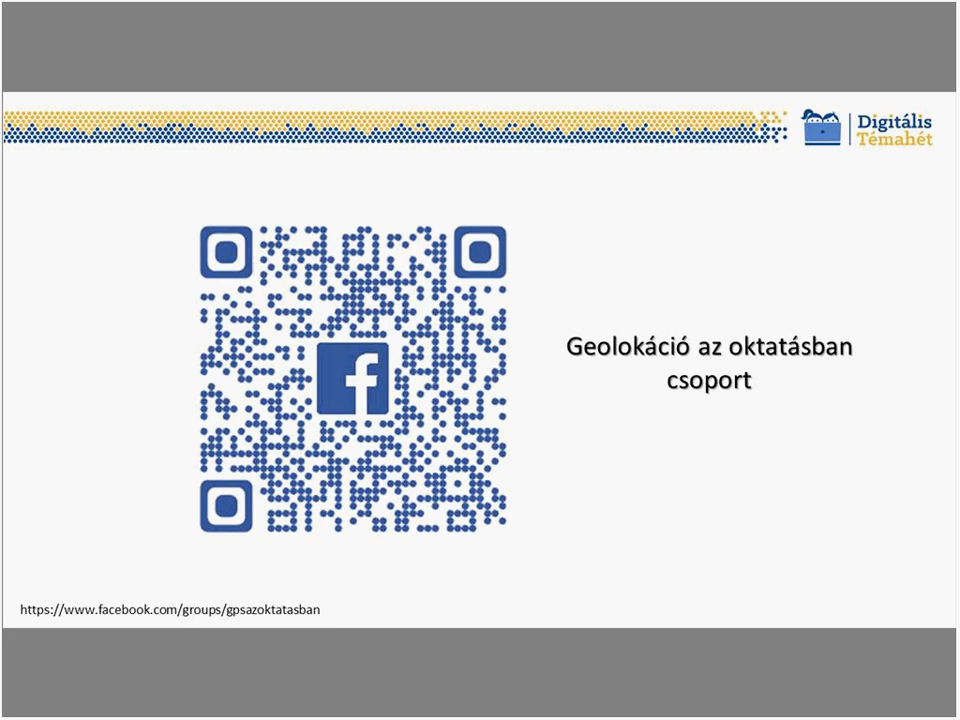 Digitális
Témahét
Geolokáció az oktatásban
csoport
https://www.facebook.com/groups/gpsazoktatasban